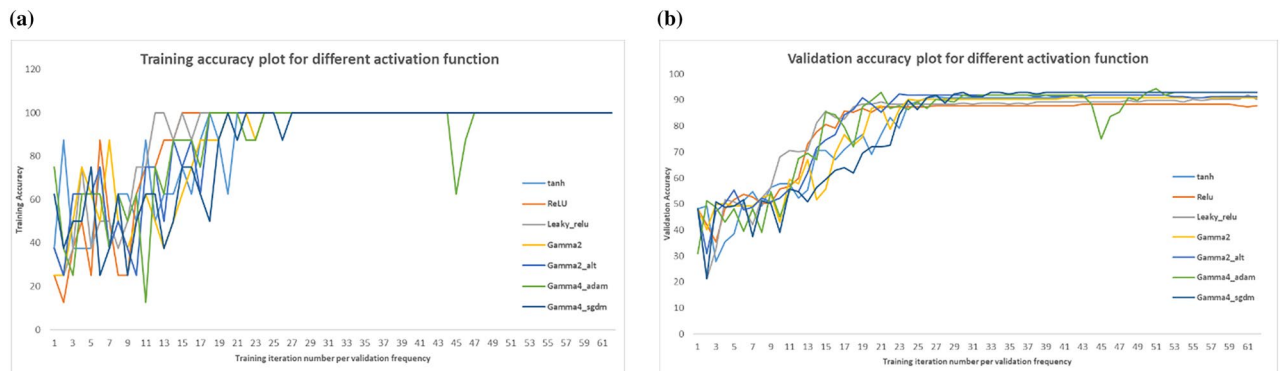 (a)
Training accuracy plot for different activation function
120
100
80
60
40
20
0
Training Accuracy
1 3 5 7 9 11 13 15 17 19 21 23 25 27 29 31 33 35 37 39 41 43 45 47 49 51 53 55 57 59 61
Training iteration number per validation frequency
tanh
ReLU
Leaky_relu
Gamma2
Gamma2_alt
Gamma4_adam
Gamma4_sgdm
(b)
Validation accuracy plot for different activation function
100
90
80
70
60
50
40
30
20
10
0
Validation Accuracy
1 3 5 7 9 11 13 15 17 19 21 23 25 27 29 31 33 35 37 39 41 43 45 47 49 51 53 55 57 59 61
Training iteration number per validation frequency
tanh
Relu
Leaky_relu
Gamma2
Gamma2_alt
Gamma4_adam
Gamma4_sgdm